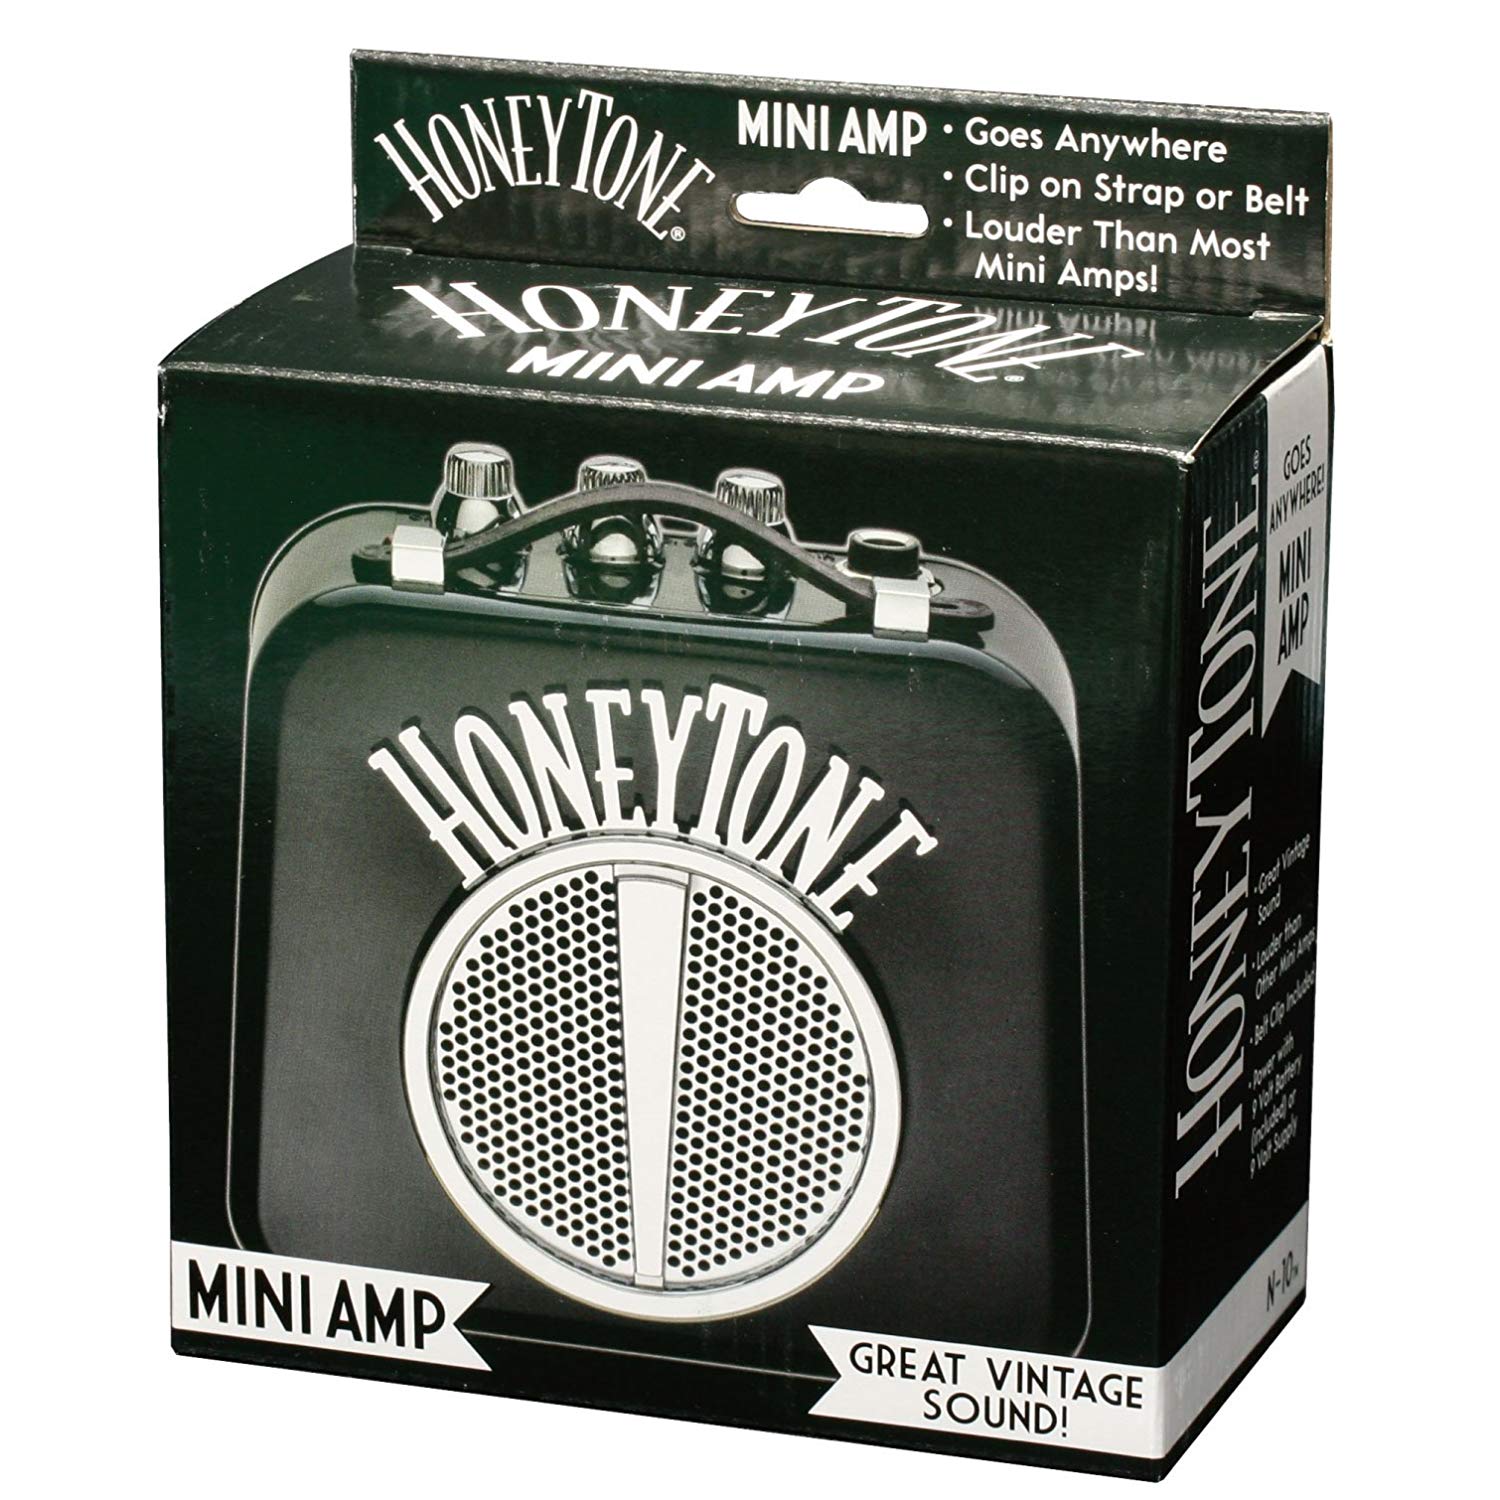 HONEYTONE®
MINI AMP
• Goes Anywhere
• Clip on Strap or Belt
• Louder Than Most
Mini Amps!
HONEYTONE®
MINI AMP
HONEYTONE
MINI AMP
GREAT VINTAGE
SOUND!
HONEYTONE®
GOES
ANYWHERE!
MINI
AMP
• Great Vintage
Sound
• Louder than
Other Mini Amps
• Belt Clip Included
• Power with
9 Volt Battery
(included) or
9 Volt Supply
N-10™